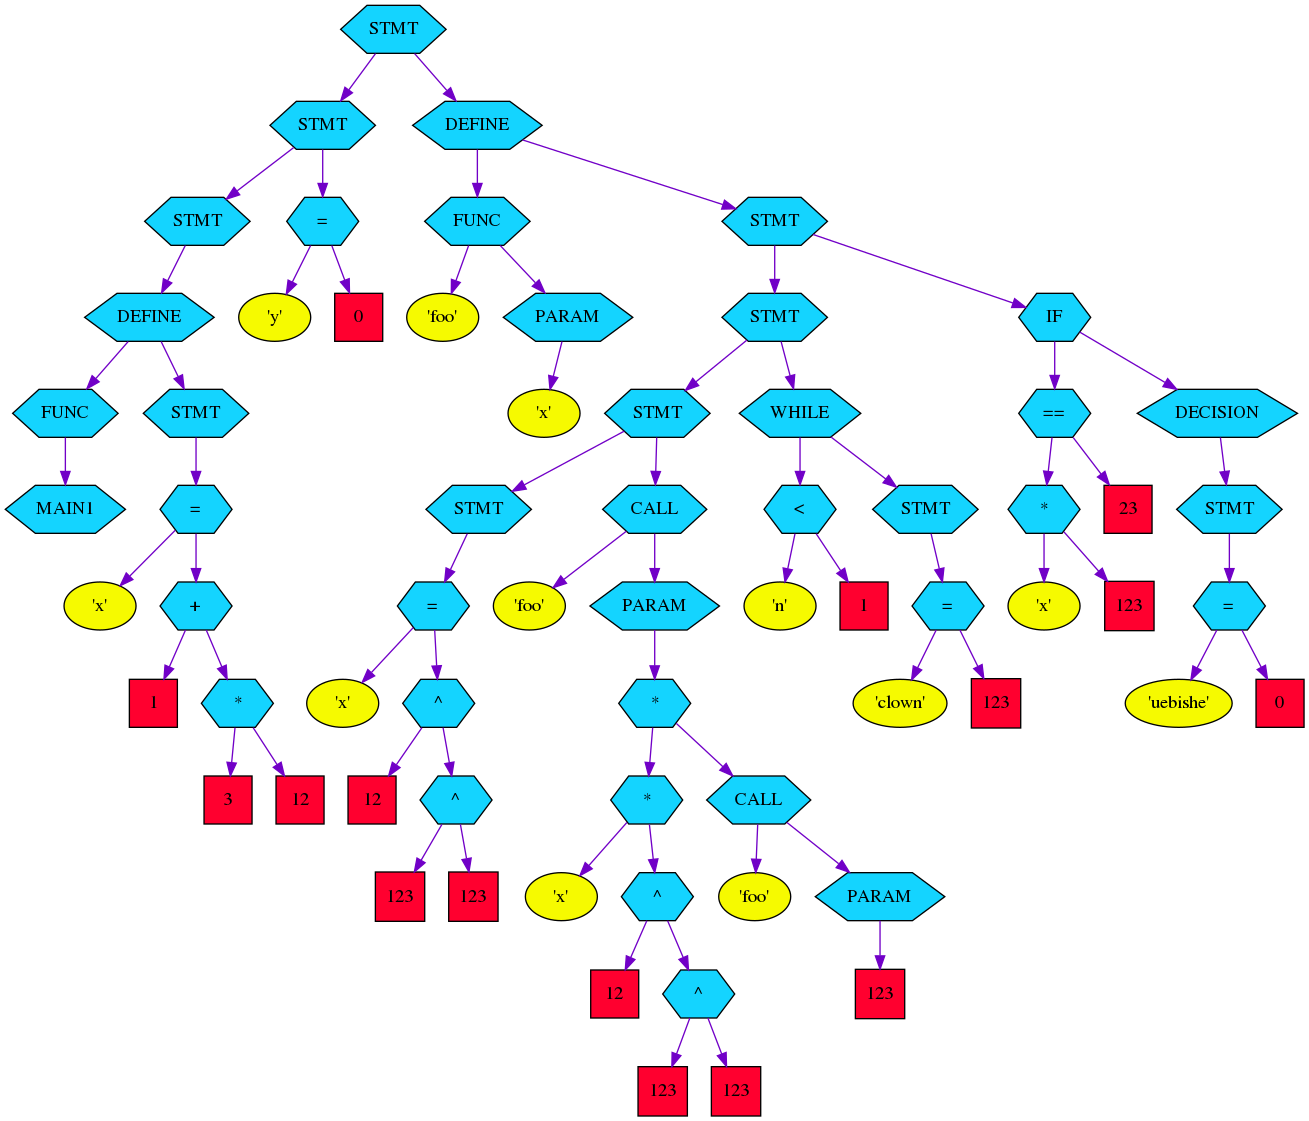 STMT
STMT DEFINE
STMT = FUNC STMT
DEFINE 'y' 0 'foo' PARAM STMT IF
FUNC STMT 'x' STMT WHILE == DECISION
MAIN1 = STMT CALL < STMT * 23 STMT
'x' + = 'foo' PARAM 'n' 1 = 'x' 123 =
1 * 'x' ^ * 'clown' 123 'uebishe' 0
3 12 12 ^ * CALL
123 123 'x' ^ 'foo' PARAM
12 ^ 123
123 123